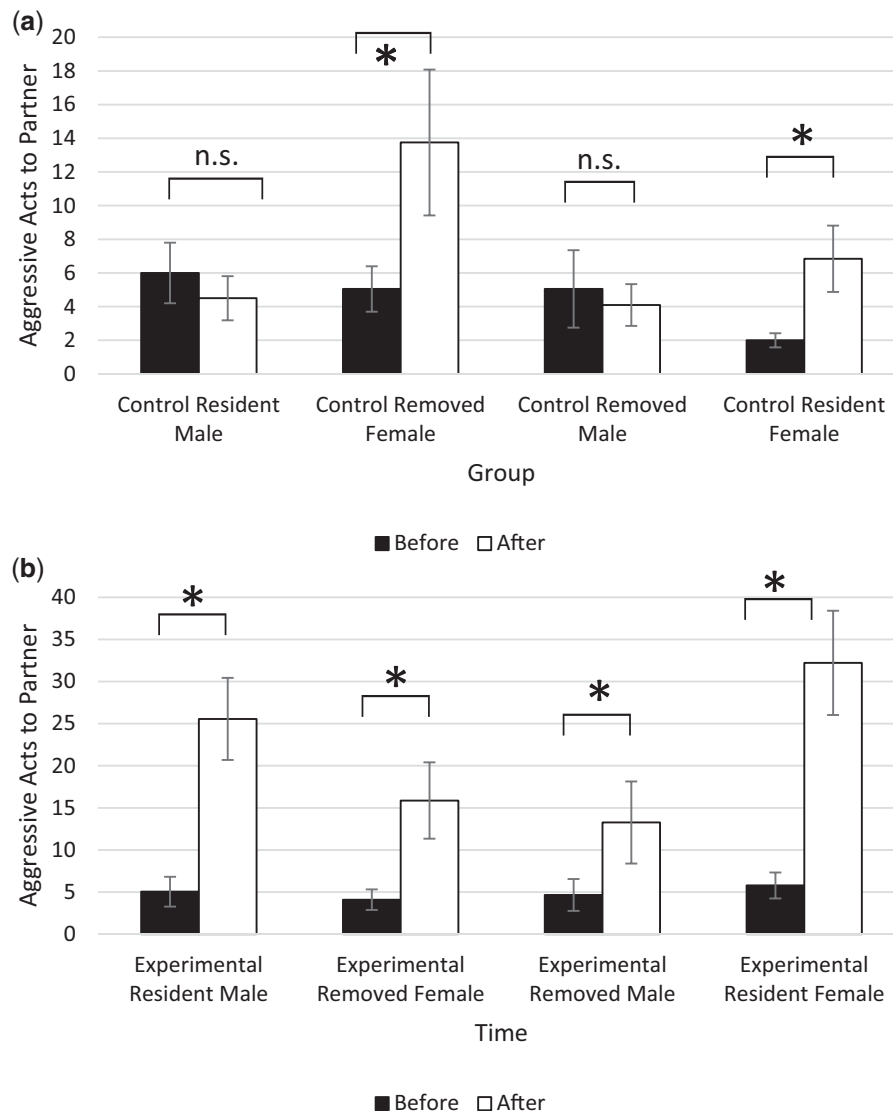 (a)
Aggressive Acts to Partner
20
18
16
14
12
10
8
6
4
2
0
n.s.
*
n.s.
*
Control Resident Male
Control Removed Female
Control Removed Male
Control Resident Female
Group
Before After
(b)
Aggressive Acts to Partner
40
35
30
25
20
15
10
5
0
*
*
*
*
Experimental Resident Male
Experimental Removed Female
Experimental Removed Male
Experimental Resident Female
Time
Before After